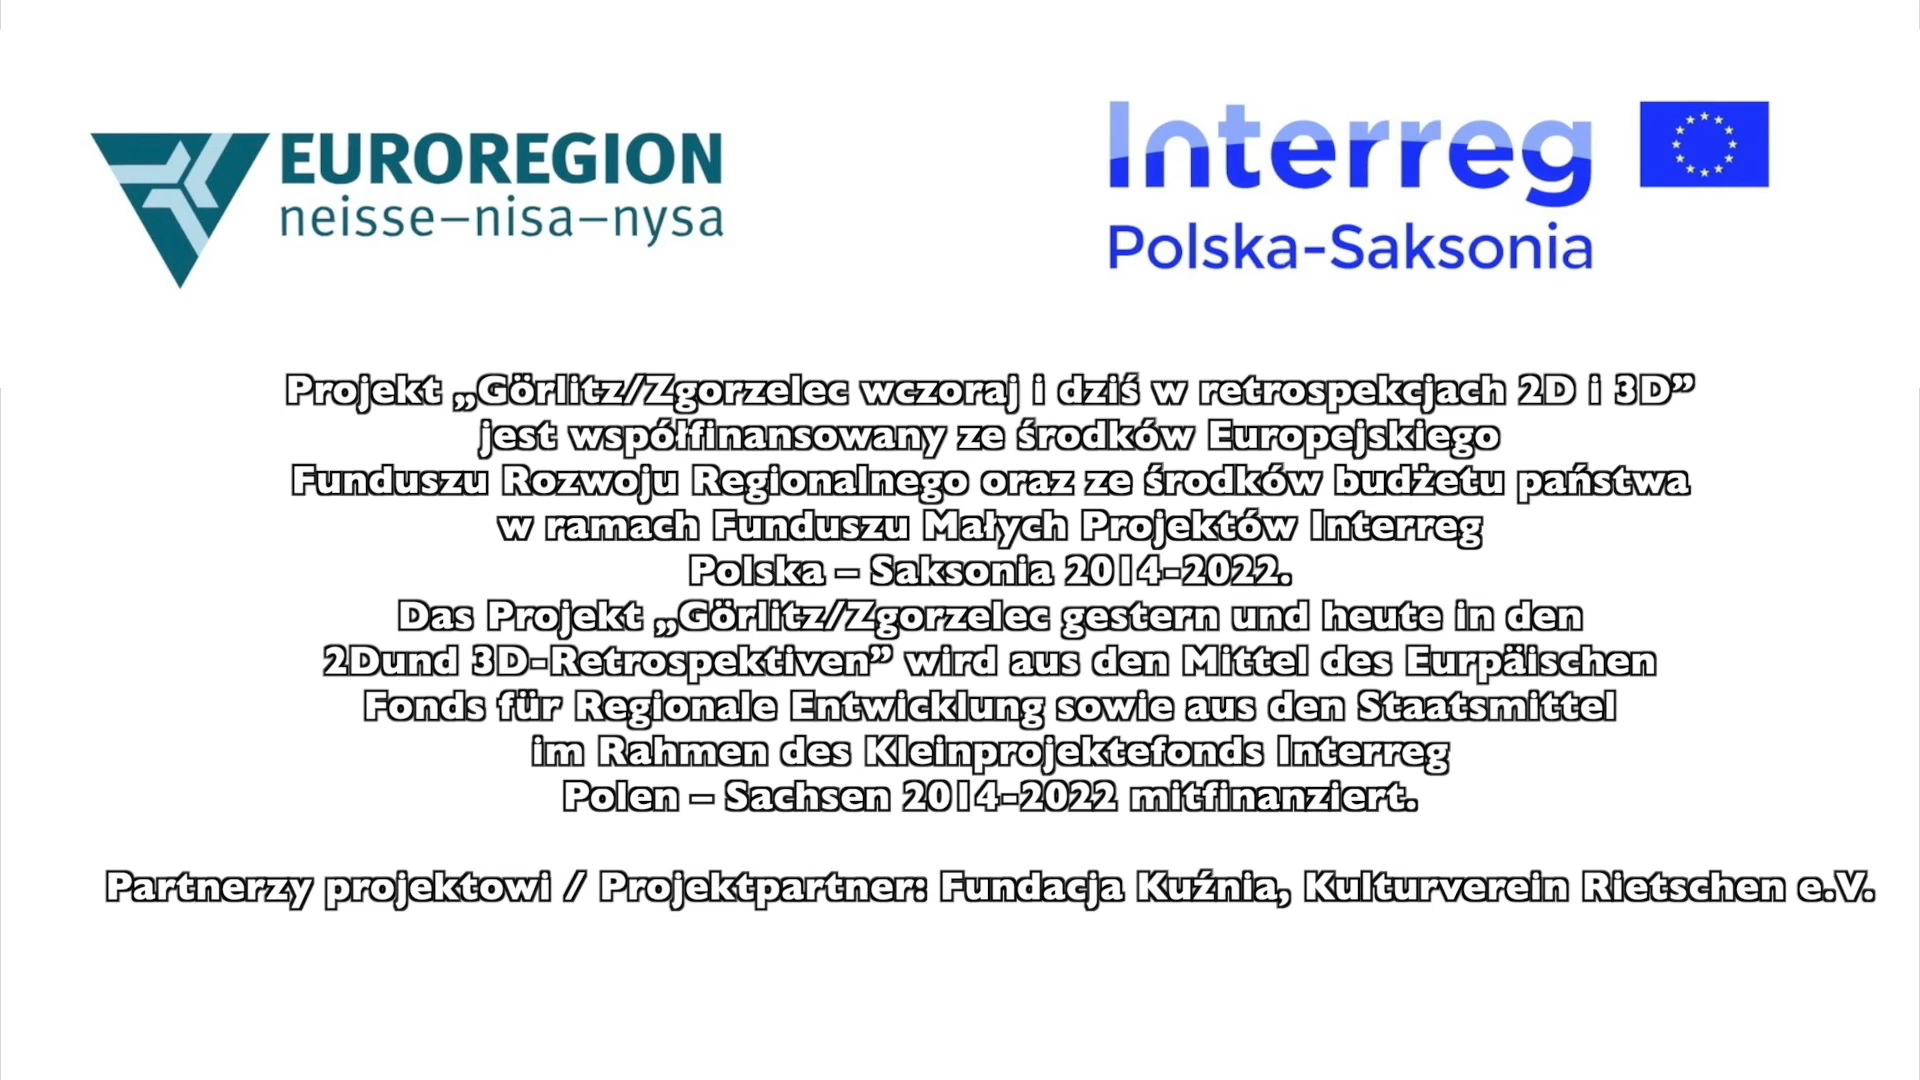 EUROREGION
neisse–nisa–nysa
Interreg
Polska-Saksonia
Projekt „Görlitz/Zgorzelec wczoraj i dziś w retrospekcjach 2D i 3D”
jest współfinansowany ze środków Europejskiego
Funduszu Rozwoju Regionalnego oraz ze środków budżetu państwa
w ramach Funduszu Małych Projektów Interreg
Polska – Saksonia 2014-2022.
Das Projekt „Görlitz/Zgorzelec gestern und heute in den
2Dund 3D-Retrospektiven” wird aus den Mittel des Eurpäischen
Fonds für Regionale Entwicklung sowie aus den Staatsmittel
im Rahmen des Kleinprojektefonds Interreg
Polen – Sachsen 2014-2022 mitfinanziert.
Partnerzy projektowi / Projektpartner: Fundacja Kuźnia, Kulturverein Rietschen e.V.